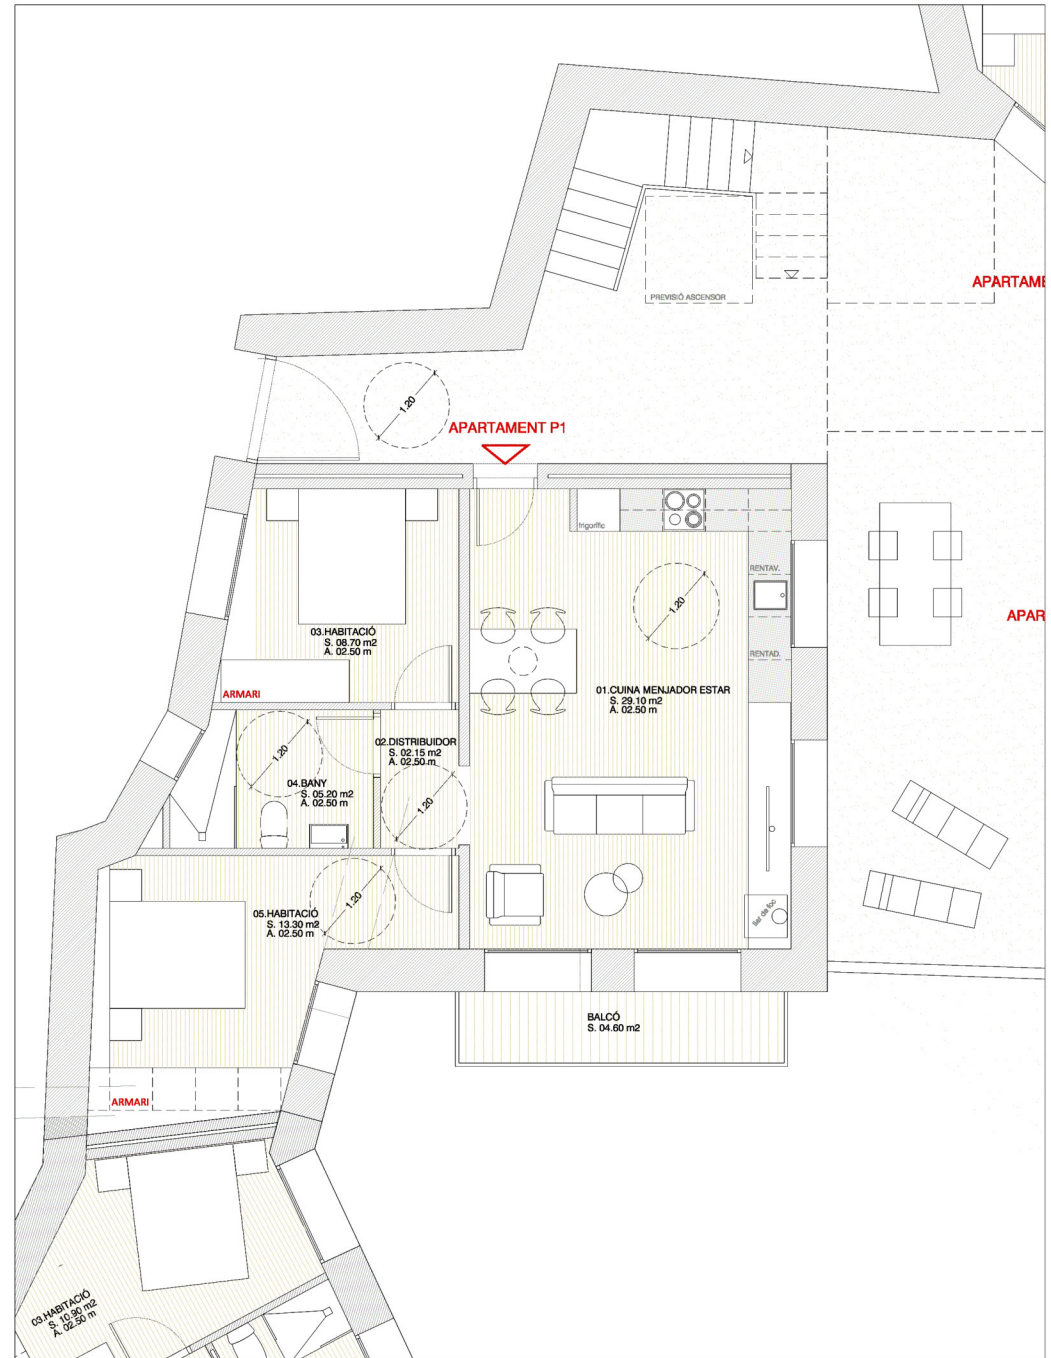 APARTAME
PREVISIÓ ASCENSOR
1.20
APARTAMENT P1
frigorífic
RENTAV.
1.20
APAR
03.HABITACIÓ
S. 08.70 m2
A. 02.50 m
RENTAD.
ARMARI
01.CUINA MENJADOR ESTAR
S. 29.10 m2
A. 02.50 m
02.DISTRIBUIDOR
S. 02.15 m2
A. 02.50 m
1.20
04.BANY
S. 05.20 m2
A. 02.50 m
1.20
1.20
05.HABITACIÓ
S. 13.30 m2
A. 02.50 m
llar de foc
BALCÓ
S. 04.60 m2
ARMARI
03.HABITACIÓ
S. 10.90 m2
A. 02.50 m